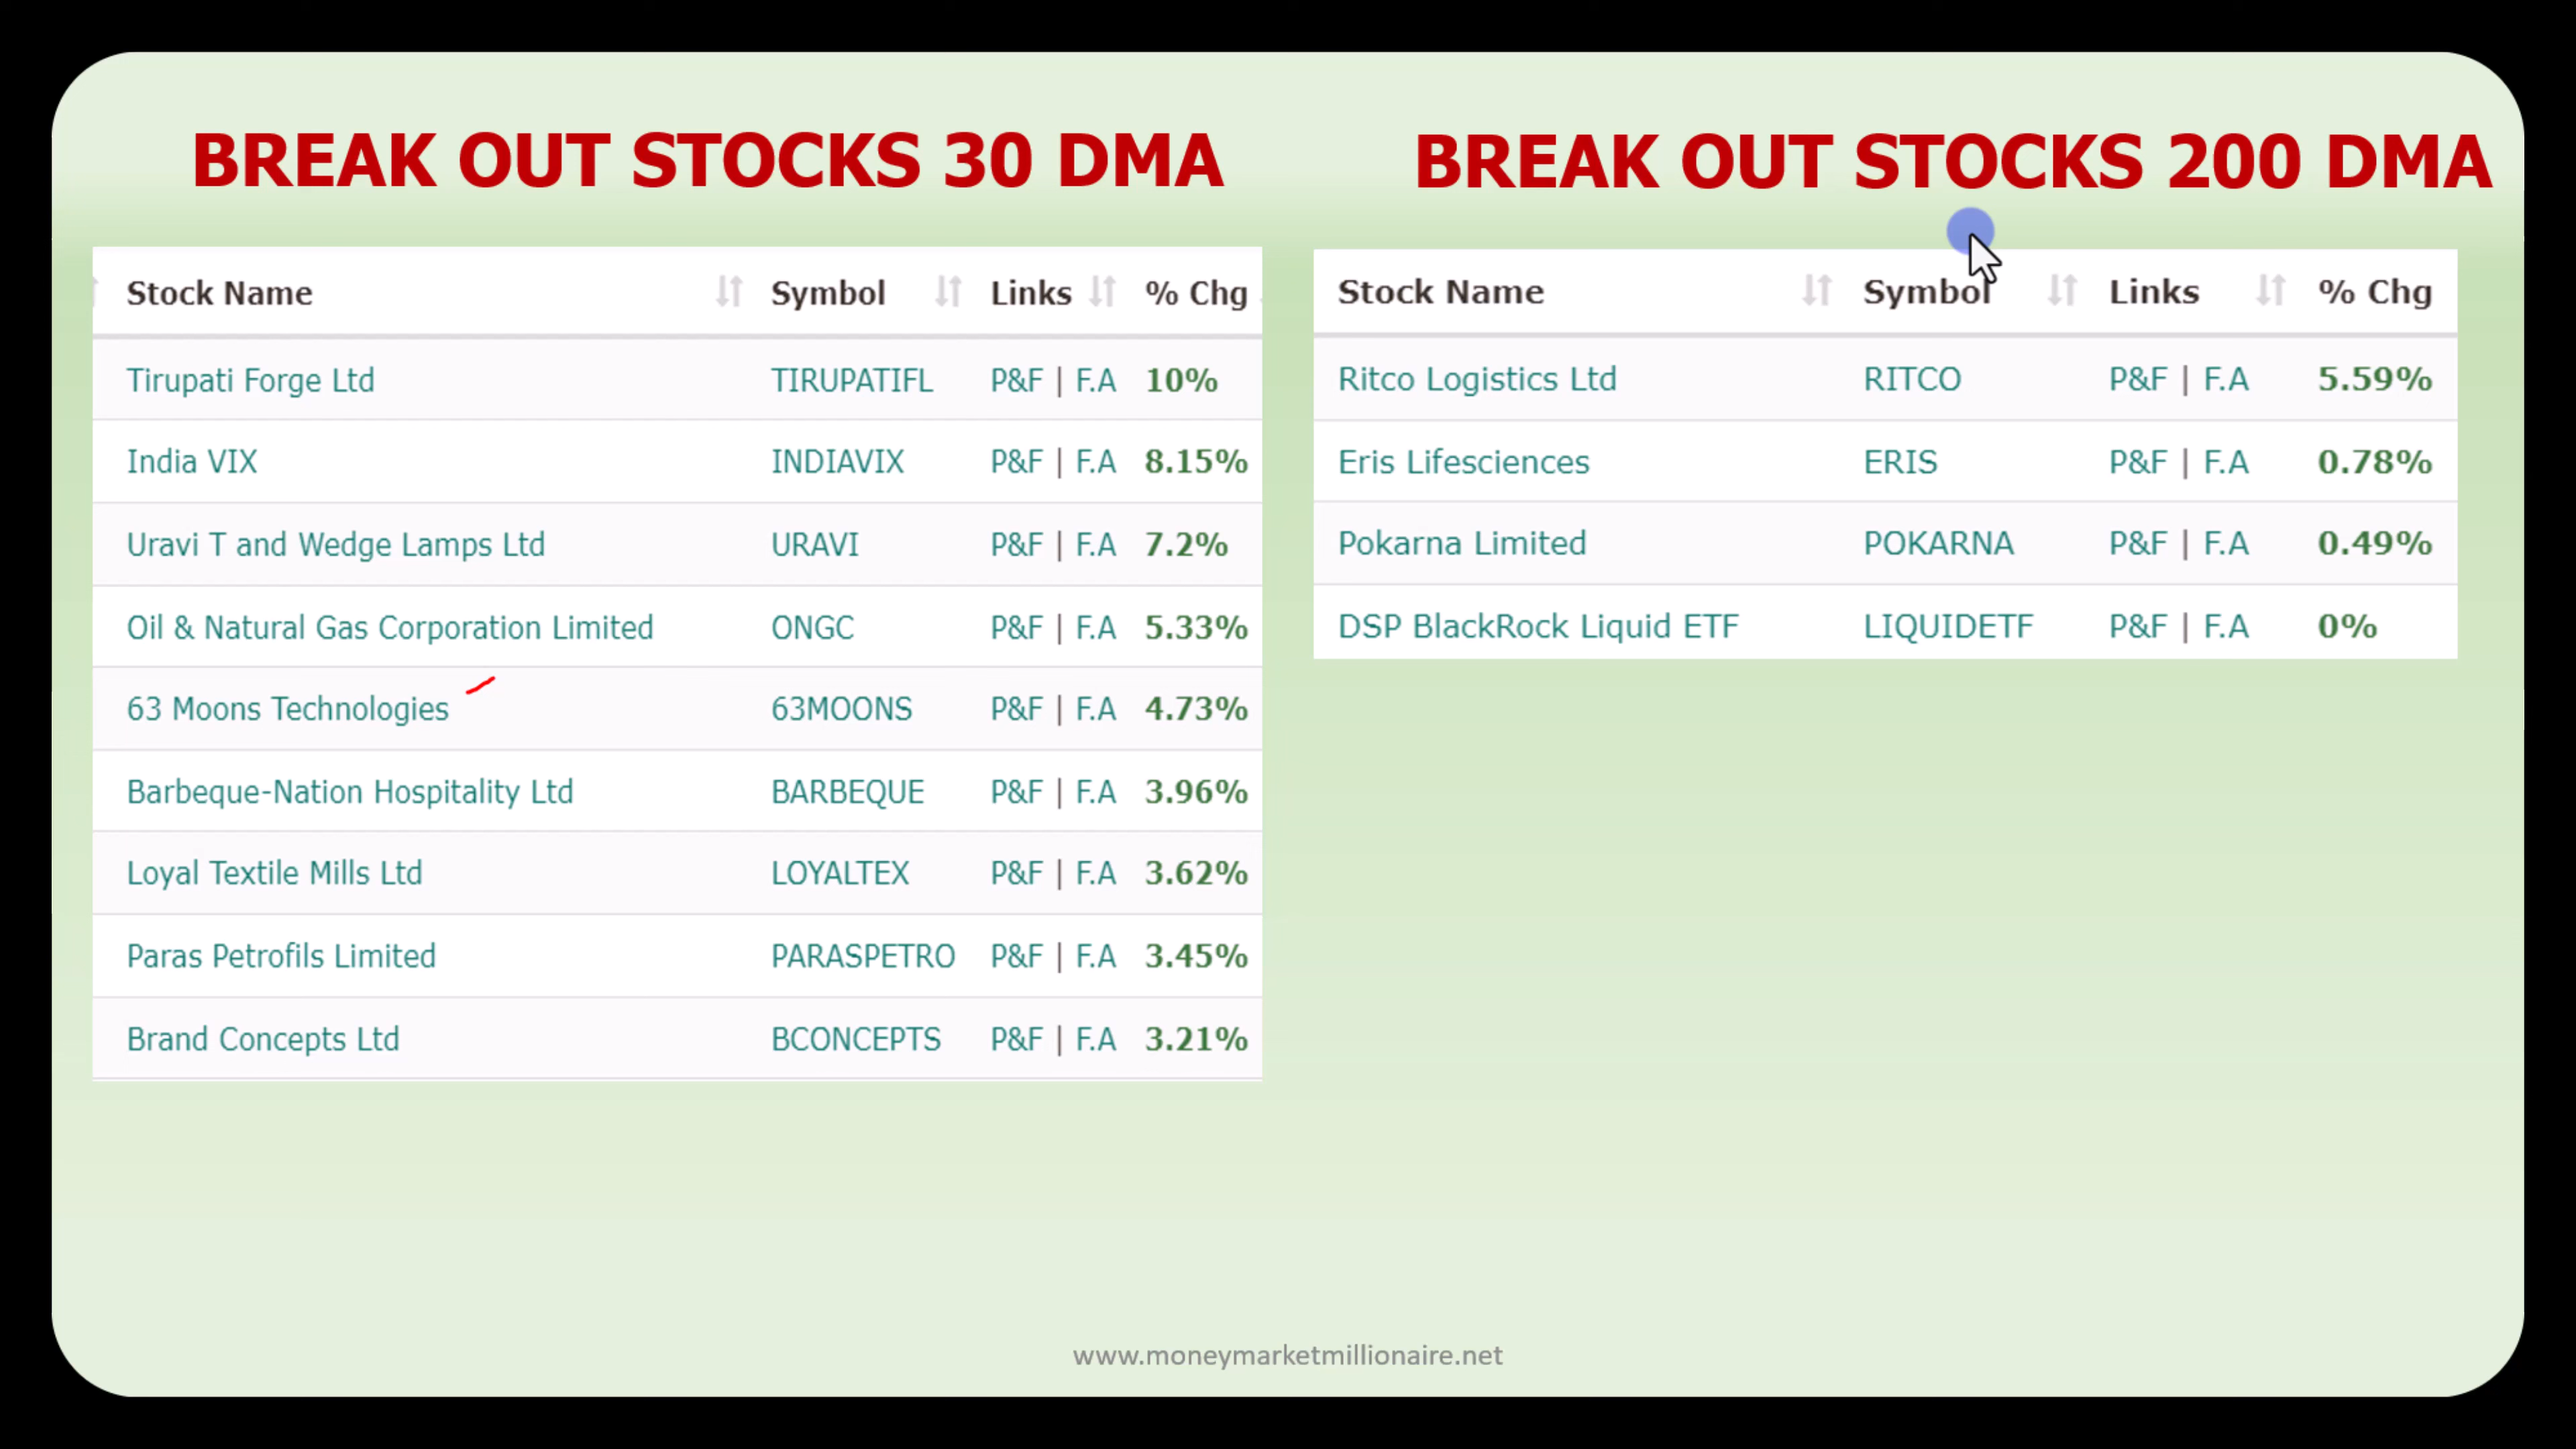 BREAK OUT STOCKS 30 DMA
Stock Name Symbol Links % Chg
Tirupati Forge Ltd TIRUPATIFL P&F | F.A 10%
India VIX INDIAVIX P&F | F.A 8.15%
Uravi T and Wedge Lamps Ltd URAVI P&F | F.A 7.2%
Oil & Natural Gas Corporation Limited ONGC P&F | F.A 5.33%
63 Moons Technologies 63MOONS P&F | F.A 4.73%
Barbeque-Nation Hospitality Ltd BARBEQUE P&F | F.A 3.96%
Loyal Textile Mills Ltd LOYALTEX P&F | F.A 3.62%
Paras Petrofils Limited PARASPETRO P&F | F.A 3.45%
Brand Concepts Ltd BCONCEPTS P&F | F.A 3.21%
BREAK OUT STOCKS 200 DMA
Stock Name Symbol Links % Chg
Ritco Logistics Ltd RITCO P&F | F.A 5.59%
Eris Lifesciences ERIS P&F | F.A 0.78%
Pokarna Limited POKARNA P&F | F.A 0.49%
DSP BlackRock Liquid ETF LIQUIDETF P&F | F.A 0%
www.moneymarketmillionaire.net